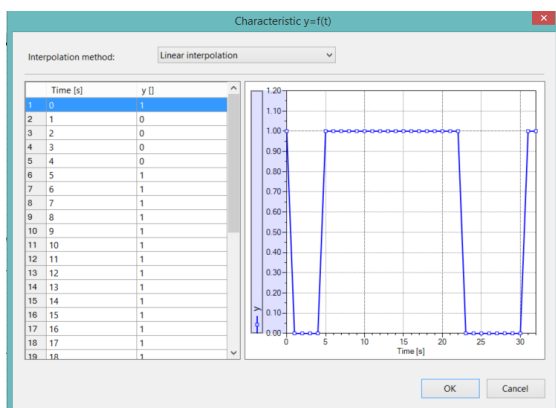 Characteristic y=f(t)
Interpolation method: Linear interpolation
Time [s] y []
1 0 1
2 1 0
3 2 0
4 3 0
5 4 0
6 5 1
7 6 1
8 7 1
9 8 1
10 9 1
11 10 1
12 11 1
13 12 1
14 13 1
15 14 1
16 15 1
17 16 1
18 17 1
19 18 1
y
1.20
1.10
1.00
0.90
0.80
0.70
0.60
0.50
0.40
0.30
0.20
0.10
0.00
0 5 10 15 20 25 30
Time [s]
OK Cancel